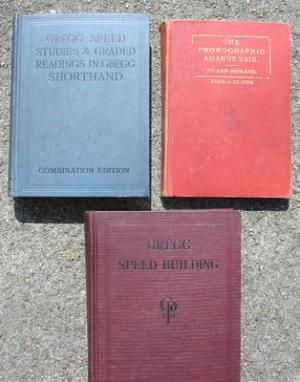 GREGG SPEED
STUDIES & GRADED
READINGS IN GREGG
SHORTHAND
COMBINATION EDITION
THE
PHONOGRAPHIC
AMANUENSIS.
PITMAN-HOWARD.
GREGG
SPEED BUILDING